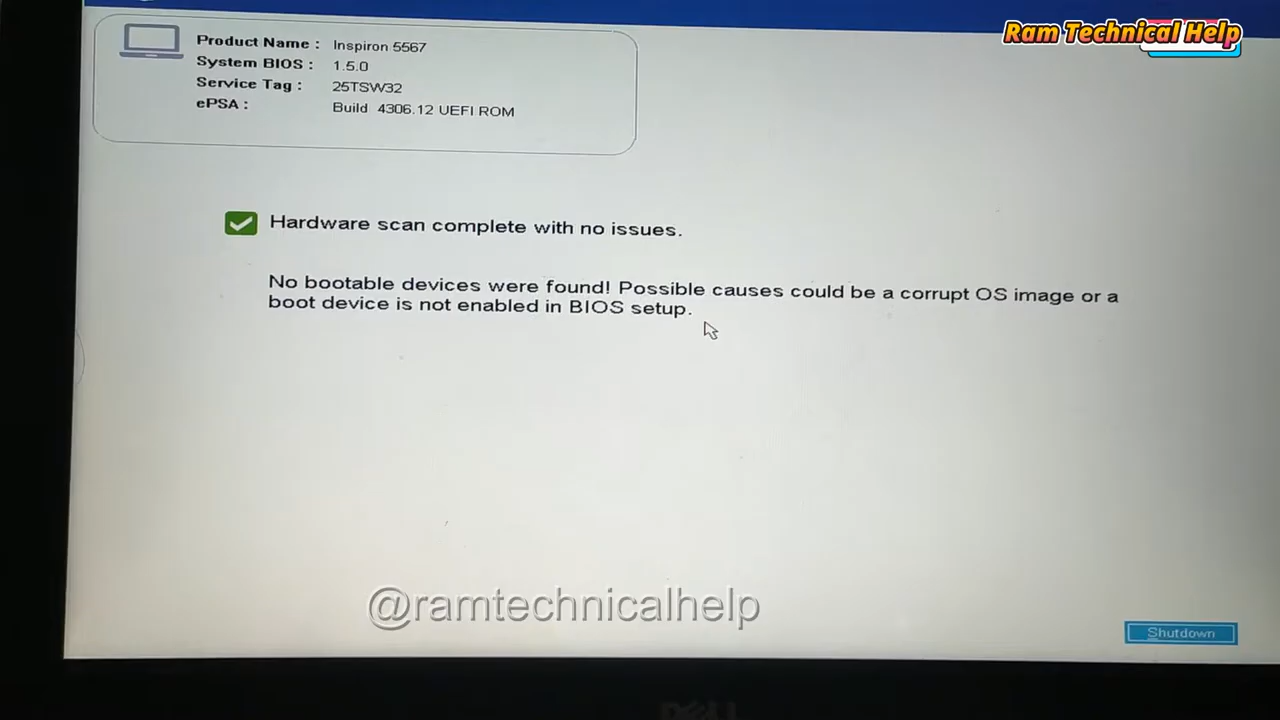 Ram Technical Help
Product Name : Inspiron 5567
System BIOS : 1.5.0
Service Tag : 25TSW32
ePSA : Build 4306.12 UEFI ROM
Hardware scan complete with no issues.
No bootable devices were found! Possible causes could be a corrupt OS image or a
boot device is not enabled in BIOS setup.
@ramtechnicalhelp
Shutdown
DELL